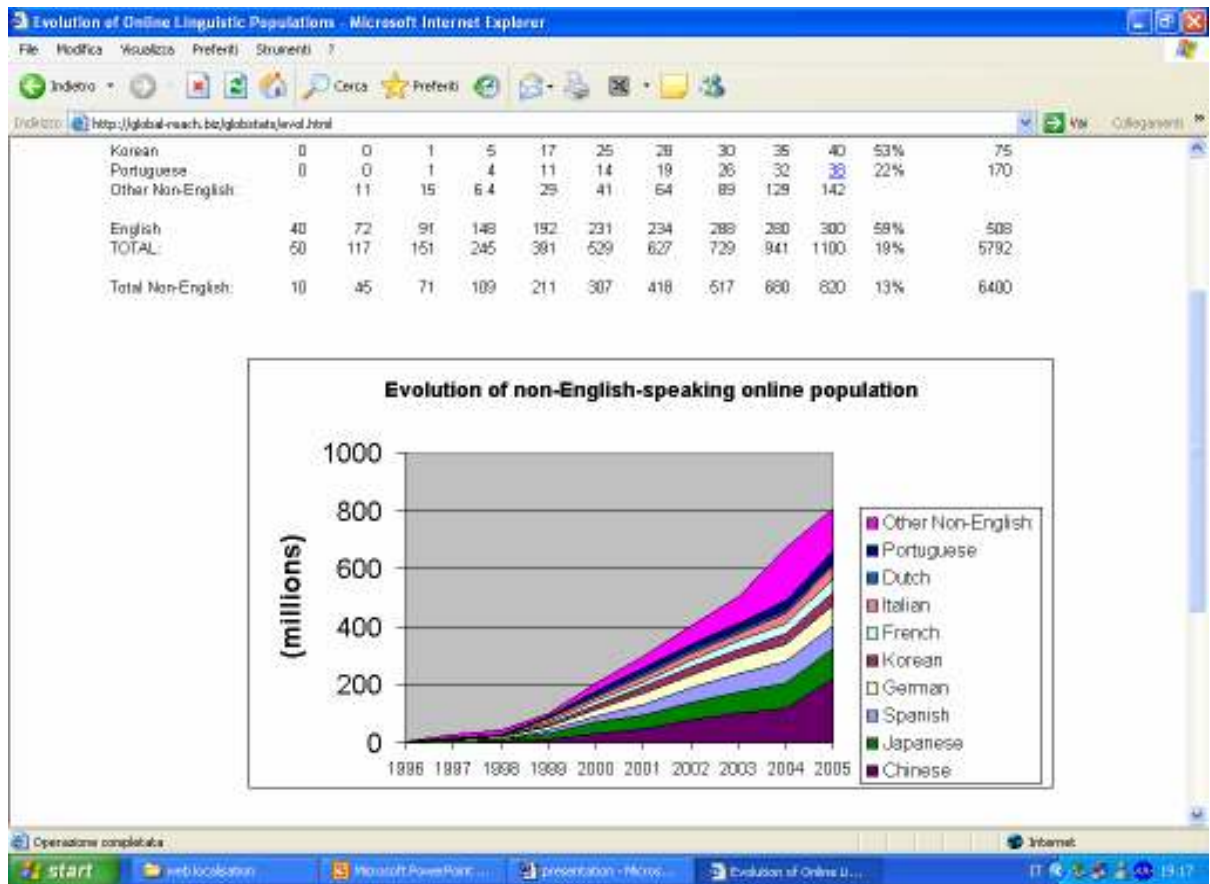 Evolution of Online Linguistic Populations - Microsoft Internet Explorer
File Modifica Visualizza Preferiti Strumenti ?
Indietro Cerca Preferiti
Indirizzo http://global-reach.biz/globstats/evol.html Vai Collegamenti »
Korean 0 0 1 5 17 25 28 30 35 40 53% 75
Portuguese 0 0 1 4 11 14 19 26 32 38 22% 170
Other Non-English 11 15 6.4 29 41 64 89 129 142
English 40 72 91 148 192 231 234 288 280 300 59% 508
TOTAL: 50 117 151 245 391 529 627 729 941 1100 19% 5792
Total Non-English: 10 45 71 109 211 307 418 517 680 820 13% 6400
Evolution of non-English-speaking online population
(millions)
1000
800
600
400
200
0
1996 1997 1998 1999 2000 2001 2002 2003 2004 2005
Other Non-English
Portuguese
Dutch
Italian
French
Korean
German
Spanish
Japanese
Chinese
Operazione completata Internet
start web localisation Microsoft PowerPoint ... presentation - Micros... Evolution of Online Li... IT 19.17